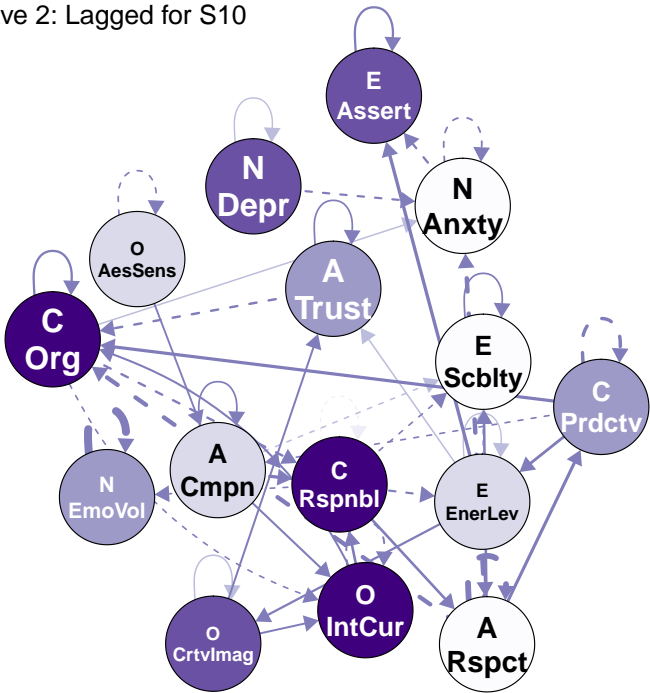 ve 2: Lagged for S10
E
Assert
N
Depr
N
Anxty
O
AesSens
A
Trust
C
Org
E
Scblty
C
Prdctv
A
Cmpn
C
Rspnbl
N
EmoVol
E
EnerLev
O
IntCur
O
CrtvImag
A
Rspct